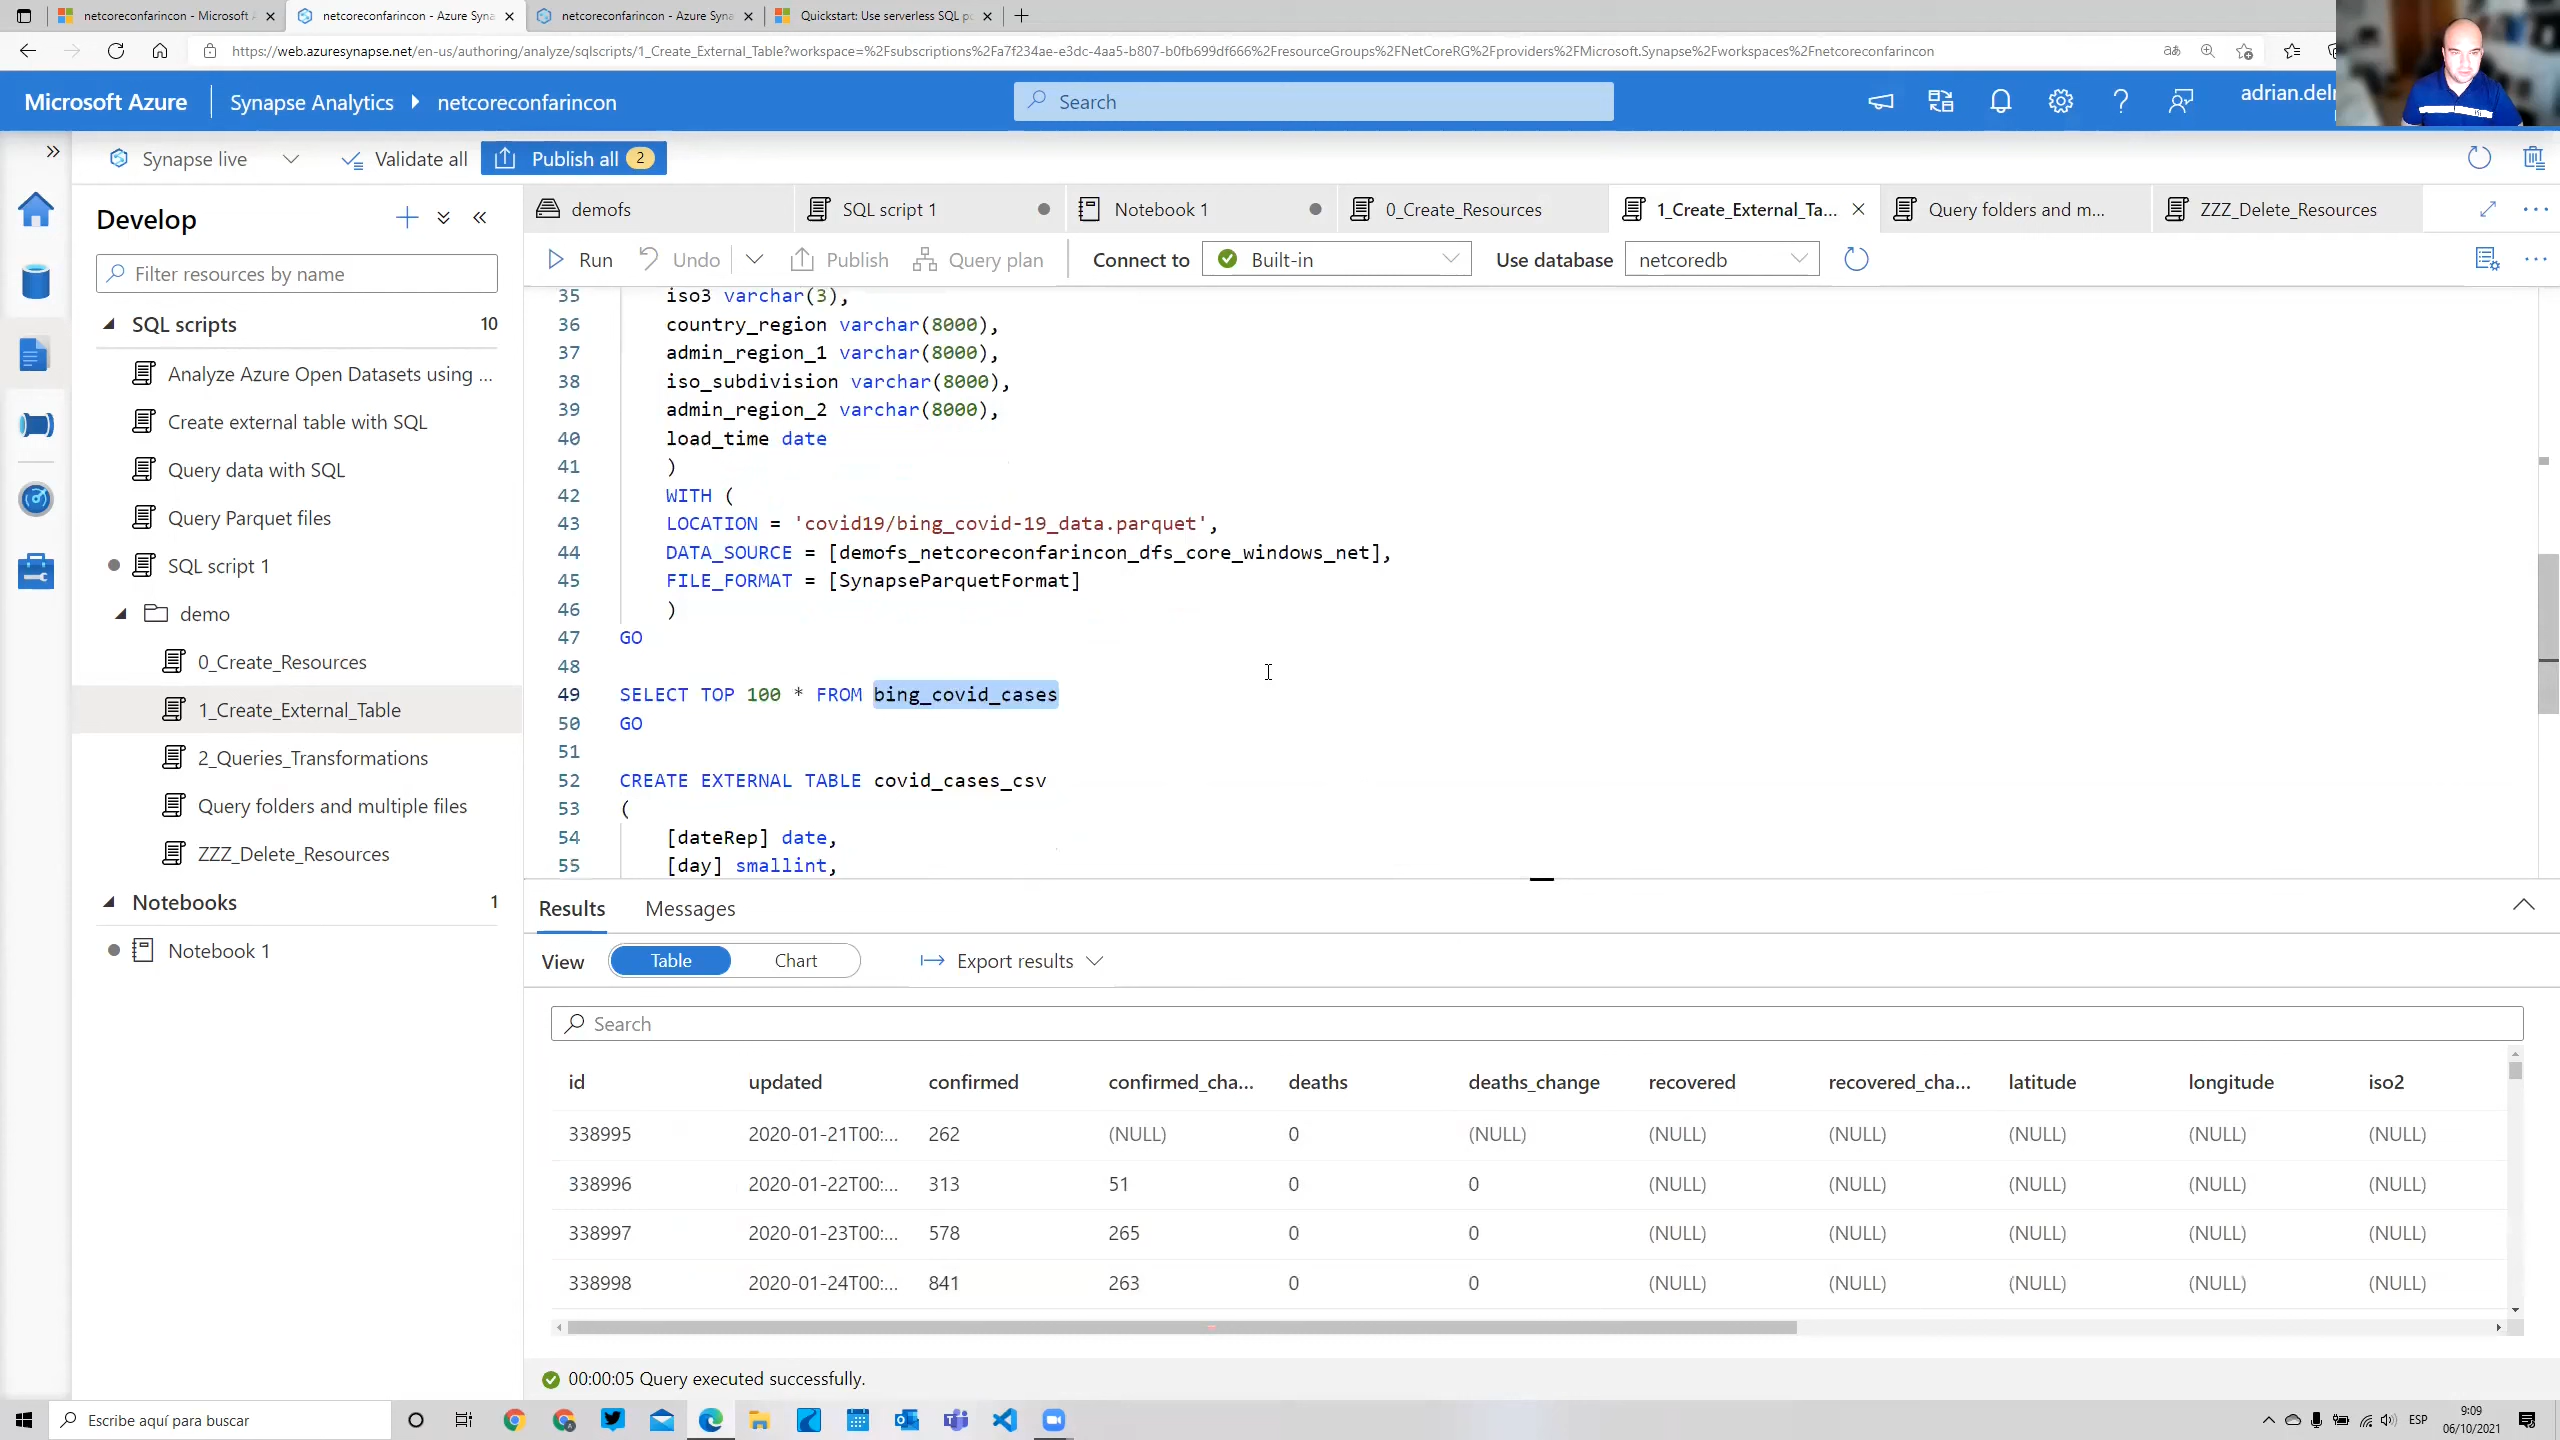 netcoreconfarincon - Microsoft A
netcoreconfarincon - Azure Syna
netcoreconfarincon - Azure Syna
Quickstart: Use serverless SQL po
https://web.azuresynapse.net/en-us/authoring/analyze/sqlscripts/1_Create_External_Table?workspace=%2Fsubscriptions%2Fa7f234ae-e3dc-4aa5-b807-b0fb699df666%2FresourceGroups%2FNetCoreRG%2Fproviders%2FMicrosoft.Synapse%2Fworkspaces%2Fnetcoreconfarincon
Microsoft Azure
Synapse Analytics
netcoreconfarincon
Search
adrian.delr
Synapse live
Validate all
Publish all 2
Develop
Filter resources by name
SQL scripts 10
Analyze Azure Open Datasets using ...
Create external table with SQL
Query data with SQL
Query Parquet files
SQL script 1
demo
0_Create_Resources
1_Create_External_Table
2_Queries_Transformations
Query folders and multiple files
ZZZ_Delete_Resources
Notebooks 1
Notebook 1
demofs
SQL script 1
Notebook 1
0_Create_Resources
1_Create_External_Ta...
Query folders and m...
ZZZ_Delete_Resources
Run Undo Publish Query plan Connect to Built-in Use database netcoredb
35 iso3 varchar(3),
36 country_region varchar(8000),
37 admin_region_1 varchar(8000),
38 iso_subdivision varchar(8000),
39 admin_region_2 varchar(8000),
40 load_time date
41 )
42 WITH (
43 LOCATION = 'covid19/bing_covid-19_data.parquet',
44 DATA_SOURCE = [demofs_netcoreconfarincon_dfs_core_windows_net],
45 FILE_FORMAT = [SynapseParquetFormat]
46 )
47 GO
48
49 SELECT TOP 100 * FROM bing_covid_cases
50 GO
51
52 CREATE EXTERNAL TABLE covid_cases_csv
53 (
54 [dateRep] date,
55 [day] smallint,
Results Messages
View Table Chart Export results
Search
id updated confirmed confirmed_cha... deaths deaths_change recovered recovered_cha... latitude longitude iso2
338995 2020-01-21T00:... 262 (NULL) 0 (NULL) (NULL) (NULL) (NULL) (NULL) (NULL)
338996 2020-01-22T00:... 313 51 0 0 (NULL) (NULL) (NULL) (NULL) (NULL)
338997 2020-01-23T00:... 578 265 0 0 (NULL) (NULL) (NULL) (NULL) (NULL)
338998 2020-01-24T00:... 841 263 0 0 (NULL) (NULL) (NULL) (NULL) (NULL)
00:00:05 Query executed successfully.
Escribe aquí para buscar
ESP
9:09
06/10/2021